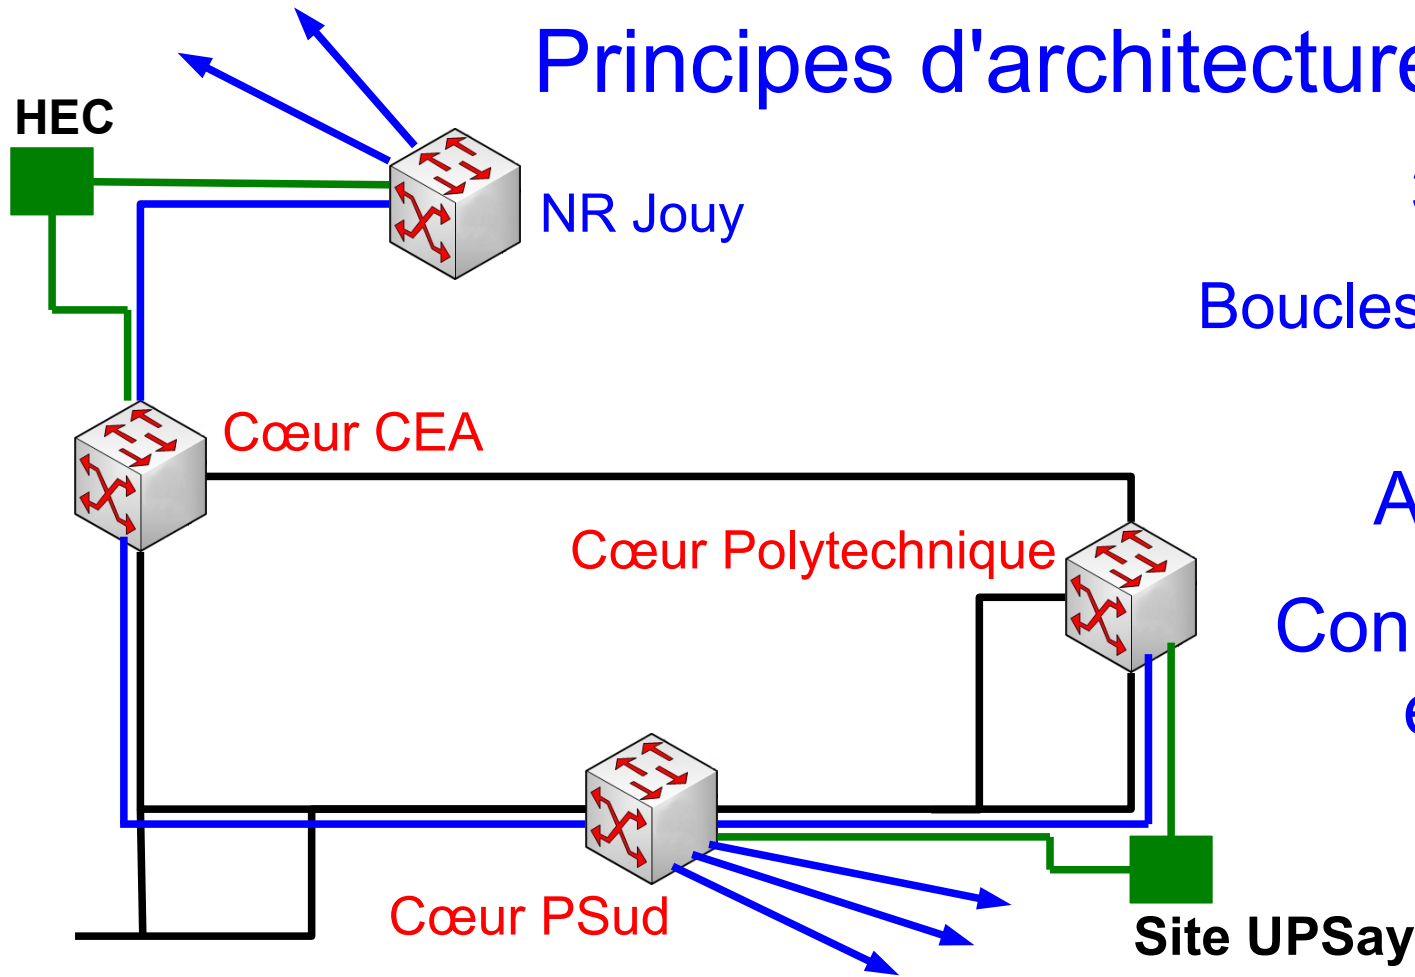 Principes d'architecture
HEC
NR Jouy
Boucles
Cœur CEA
Cœur Polytechnique
Con
Cœur PSud
Site UPSay